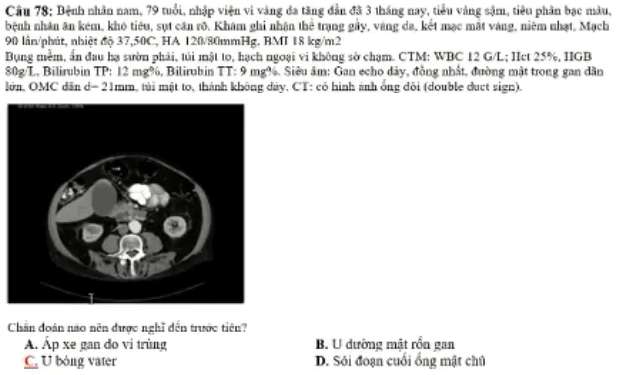 Câu 78: Bệnh nhân nam, 79 tuổi, nhập viện vì vàng da tăng dần đã 3 tháng nay, tiểu vàng sậm, tiêu phân bạc màu,
bệnh nhân ăn kém, khó tiêu, sụt cân rõ. Khám ghi nhận thể trạng gầy, vàng da, kết mạc mắt vàng, niêm nhạt, Mạch
90 lần/phút, nhiệt độ 37,50C, HA 120/80mmHg, BMI 18 kg/m2
Bụng mềm, ấn đau hạ sườn phải, túi mật to, hạch ngoại vi không sờ chạm. CTM: WBC 12 G/L; Hct 25%, HGB
80g/L, Bilirubin TP: 12 mg%, Bilirubin TT: 9 mg%. Siêu âm: Gan echo dày, đồng nhất, đường mật trong gan dãn
lớn, OMC dãn d= 21mm, túi mật to, thành không dày. CT: có hình ảnh ống đôi (double duct sign).
Chẩn đoán nào nên được nghĩ đến trước tiên?
A. Áp xe gan do vi trùng
B. U đường mật rốn gan
C. U bóng vater
D. Sỏi đoạn cuối ống mật chủ